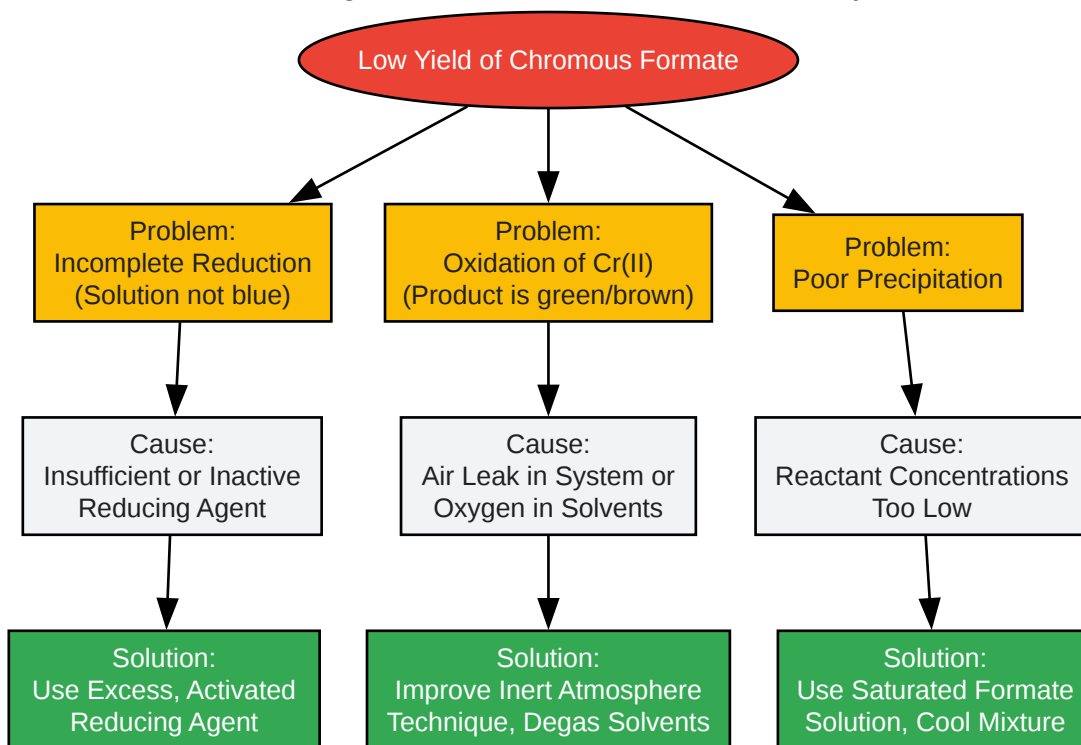 Low Yield of Chromous Formate
Problem:
Incomplete Reduction
(Solution not blue)
Problem:
Oxidation of Cr(II)
(Product is green/brown)
Problem:
Poor Precipitation
Cause:
Insufficient or Inactive
Reducing Agent
Cause:
Air Leak in System or
Oxygen in Solvents
Cause:
Reactant Concentrations
Too Low
Solution:
Use Excess, Activated
Reducing Agent
Solution:
Improve Inert Atmosphere
Technique, Degas Solvents
Solution:
Use Saturated Formate
Solution, Cool Mixture